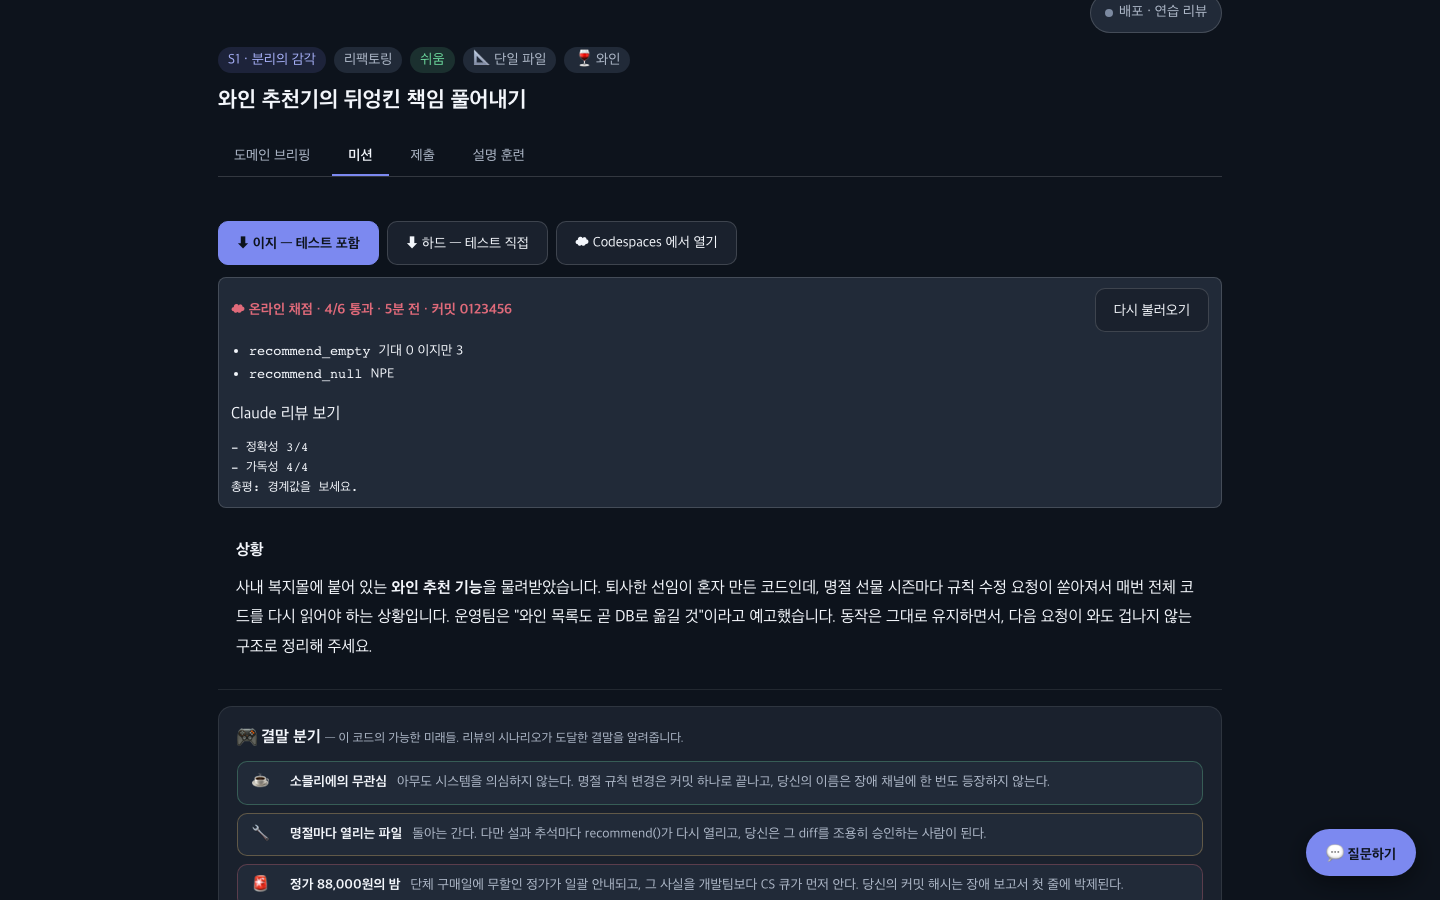 배포 · 연습 리뷰
S1 · 분리의 감각
리팩토링
쉬움
📐 단일 파일
🍷 와인
와인 추천기의 뒤엉킨 책임 풀어내기
도메인 브리핑
미션
제출
설명 훈련
⬇ 이지 — 테스트 포함
⬇ 하드 — 테스트 직접
☁ Codespaces 에서 열기
☁ 온라인 채점 · 4/6 통과 · 5분 전 · 커밋 0123456
다시 불러오기
• recommend_empty 기대 0 이지만 3
• recommend_null NPE
Claude 리뷰 보기
- 정확성 3/4
- 가독성 4/4
총평: 경계값을 보세요.
상황
사내 복지몰에 붙어 있는 와인 추천 기능을 물려받았습니다. 퇴사한 선임이 혼자 만든 코드인데, 명절 선물 시즌마다 규칙 수정 요청이 쏟아져서 매번 전체 코
드를 다시 읽어야 하는 상황입니다. 운영팀은 "와인 목록도 곧 DB로 옮길 것"이라고 예고했습니다. 동작은 그대로 유지하면서, 다음 요청이 와도 겁나지 않는
구조로 정리해 주세요.
🎮 결말 분기 — 이 코드의 가능한 미래들. 리뷰의 시나리오가 도달한 결말을 알려줍니다.
☕ 소믈리에의 무관심 아무도 시스템을 의심하지 않는다. 명절 규칙 변경은 커밋 하나로 끝나고, 당신의 이름은 장애 채널에 한 번도 등장하지 않는다.
🔧 명절마다 열리는 파일 돌아는 간다. 다만 설과 추석마다 recommend()가 다시 열리고, 당신은 그 diff를 조용히 승인하는 사람이 된다.
🚨 정가 88,000원의 밤 단체 구매일에 무할인 정가가 일괄 안내되고, 그 사실을 개발팀보다 CS 큐가 먼저 안다. 당신의 커밋 해시는 장애 보고서 첫 줄에 박제된다.
💬 질문하기